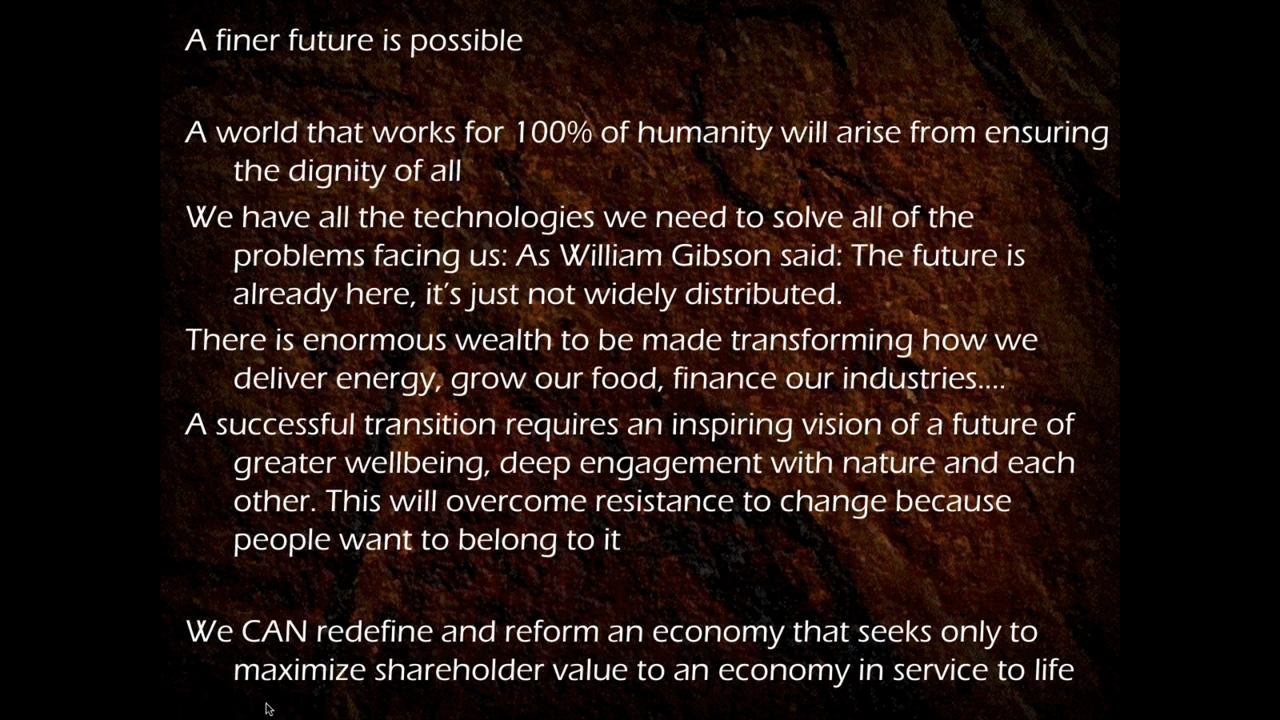 A finer future is possible
A world that works for 100% of humanity will arise from ensuring
the dignity of all
We have all the technologies we need to solve all of the
problems facing us: As William Gibson said: The future is
already here, it's just not widely distributed.
There is enormous wealth to be made transforming how we
deliver energy, grow our food, finance our industries....
A successful transition requires an inspiring vision of a future of
greater wellbeing, deep engagement with nature and each
other. This will overcome resistance to change because
people want to belong to it
We CAN redefine and reform an economy that seeks only to
maximize shareholder value to an economy in service to life